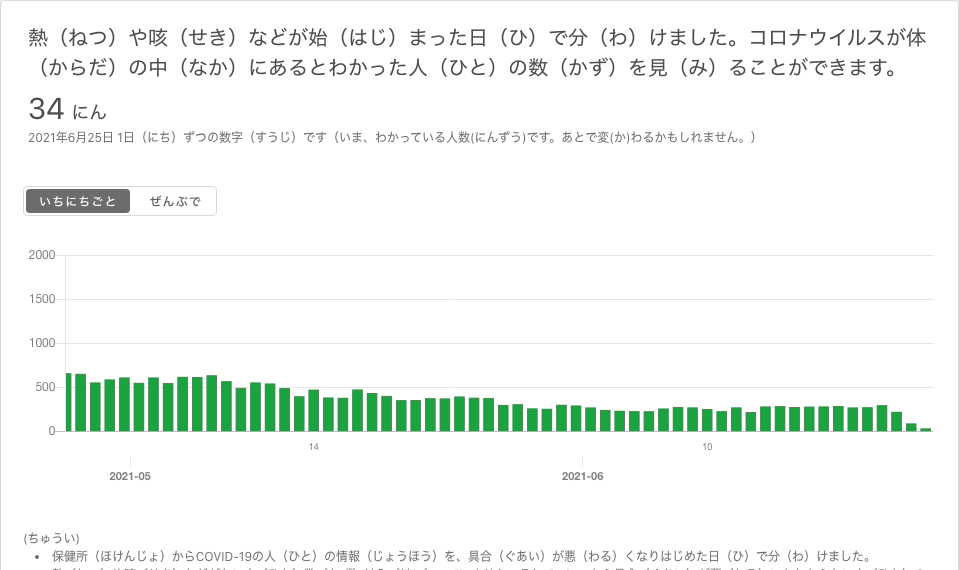 熱（ねつ）や咳（せき）などが始（はじ）まった日（ひ）で分（わ）けました。コロナウイルスが体
（からだ）の中（なか）にあるとわかった人（ひと）の数（かず）を見（み）ることができます。
34 にん
2021年6月25日 1日（にち）ずつの数字（すうじ）です（いま、わかっている人数(にんずう)です。あとで変(か)わるかもしれません。）
いちにちごと ぜんぶで
2000
1500
1000
500
0
14 10
2021-05 2021-06
(ちゅうい)
• 保健所（ほけんじょ）からCOVID-19の人（ひと）の情報（じょうほう）を、具合（ぐあい）が悪（わる）くなりはじめた日（ひ）で分（わ）けました。